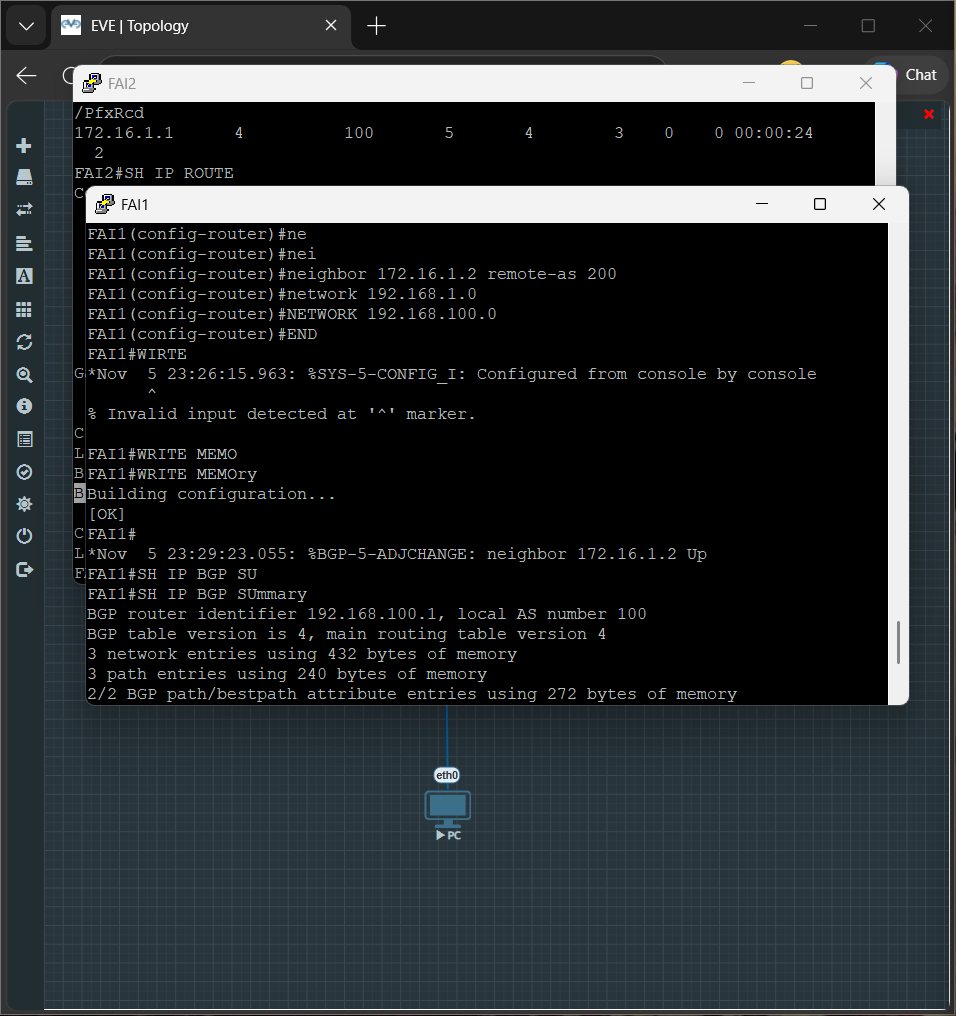 EVE | Topology
Chat
FAI2
/PfxRcd
172.16.1.1 4 100 5 4 3 0 0 00:00:24
2
FAI2#SH IP ROUTE
C
FAI1
FAI1(config-router)#ne
FAI1(config-router)#nei
FAI1(config-router)#neighbor 172.16.1.2 remote-as 200
FAI1(config-router)#network 192.168.1.0
FAI1(config-router)#NETWORK 192.168.100.0
FAI1(config-router)#END
FAI1#WIRTE
G
*Nov 5 23:26:15.963: %SYS-5-CONFIG_I: Configured from console by console
^
% Invalid input detected at '^' marker.
C
L
FAI1#WRITE MEMO
B
FAI1#WRITE MEMOry
B
Building configuration...
[OK]
C
FAI1#
L
*Nov 5 23:29:23.055: %BGP-5-ADJCHANGE: neighbor 172.16.1.2 Up
F
FAI1#SH IP BGP SU
FAI1#SH IP BGP SUmmary
BGP router identifier 192.168.100.1, local AS number 100
BGP table version is 4, main routing table version 4
3 network entries using 432 bytes of memory
3 path entries using 240 bytes of memory
2/2 BGP path/bestpath attribute entries using 272 bytes of memory
eth0
PC